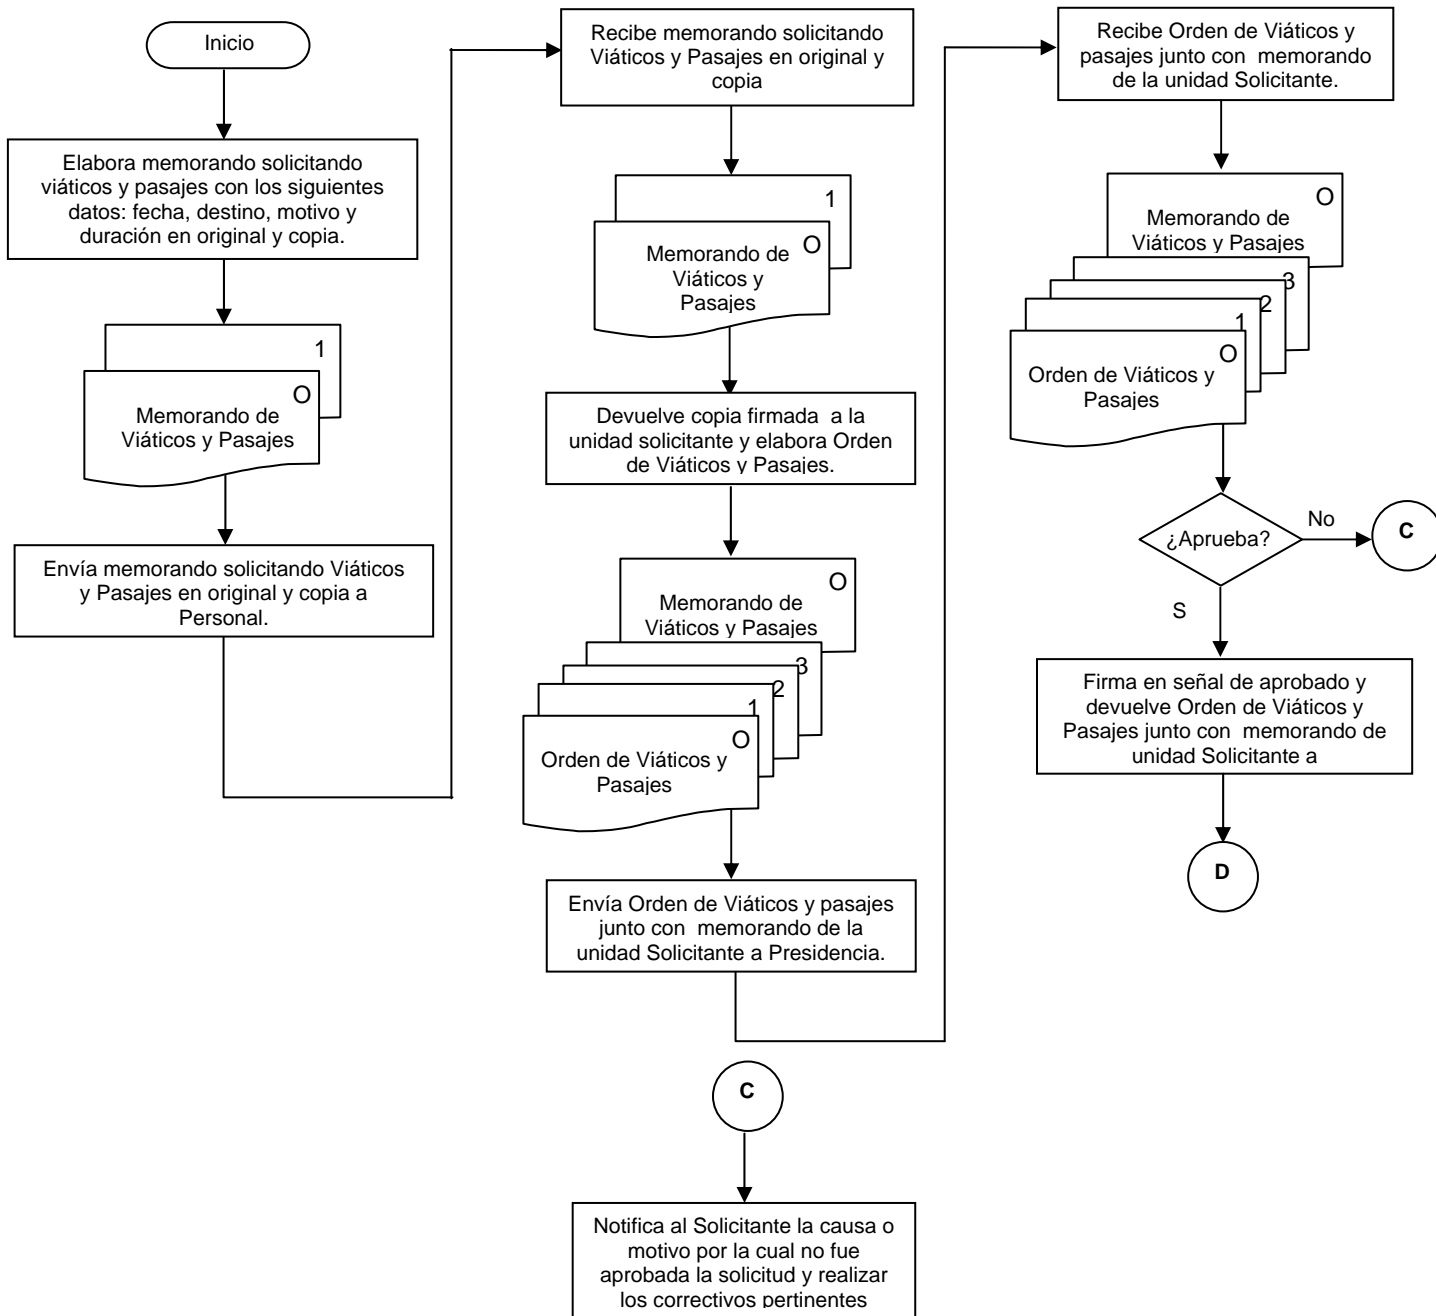 Inicio
Elabora memorando solicitando
viáticos y pasajes con los siguientes
datos: fecha, destino, motivo y
duración en original y copia.
1
O
Memorando de
Viáticos y Pasajes
Envía memorando solicitando Viáticos
y Pasajes en original y copia a
Personal.
Recibe memorando solicitando
Viáticos y Pasajes en original y
copia
1
O
Memorando de
Viáticos y
Pasajes
Devuelve copia firmada a la
unidad solicitante y elabora Orden
de Viáticos y Pasajes.
O
Memorando de
Viáticos y Pasajes
3
2
1
O
Orden de Viáticos y
Pasajes
Envía Orden de Viáticos y pasajes
junto con memorando de la
unidad Solicitante a Presidencia.
C
Notifica al Solicitante la causa o
motivo por la cual no fue
aprobada la solicitud y realizar
los correctivos pertinentes
Recibe Orden de Viáticos y
pasajes junto con memorando
de la unidad Solicitante.
O
Memorando de
Viáticos y Pasajes
3
2
1
O
Orden de Viáticos y
Pasajes
¿Aprueba?
No
C
S
Firma en señal de aprobado y
devuelve Orden de Viáticos y
Pasajes junto con memorando de
unidad Solicitante a
D